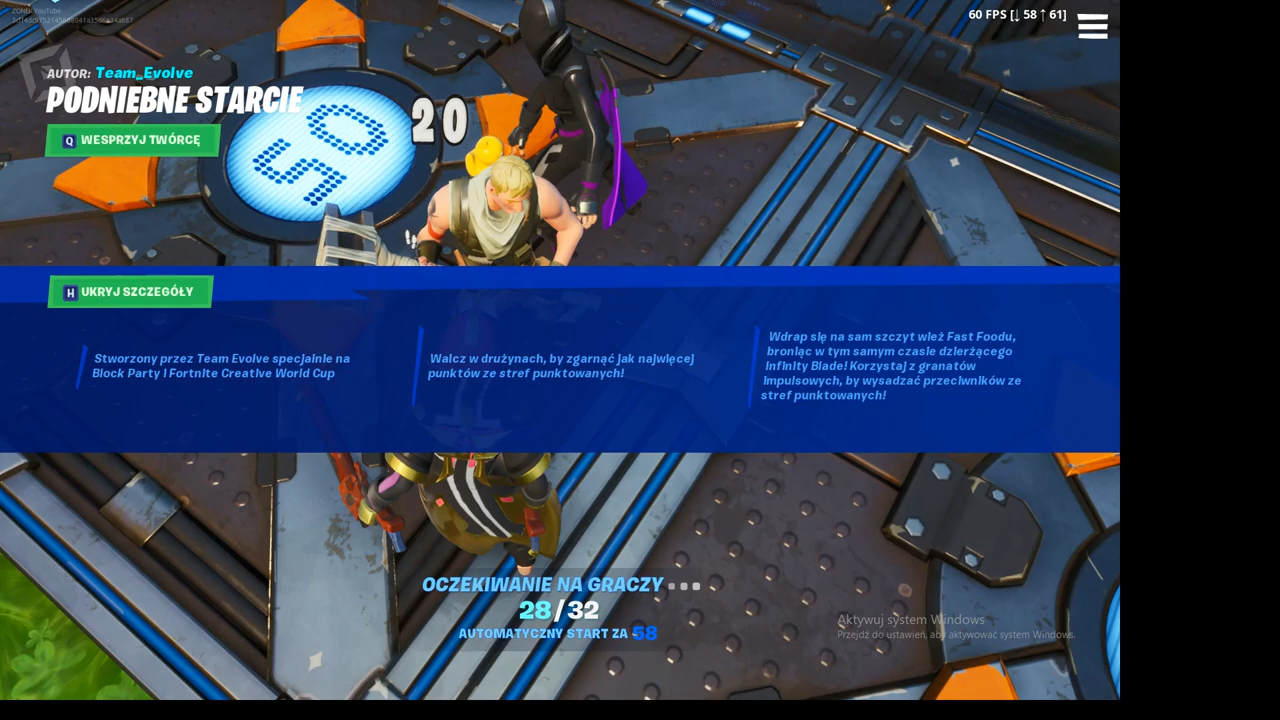 ZONEK YouTube
60 FPS [↓ 58 ↑ 61]
AUTOR: Team_Evolve
PODNIEBNE STARCIE
Q WESPRZYJ TWÓRCĘ
20
50
H UKRYJ SZCZEGÓŁY
Stworzony przez Team Evolve specjalnie na
Block Party i Fortnite Creative World Cup
Walcz w drużynach, by zgarnąć jak najwięcej
punktów ze stref punktowanych!
Wdrap się na sam szczyt wież Fast Foodu,
broniąc w tym samym czasie dzierżącego
Infinity Blade! Korzystaj z granatów
impulsowych, by wysadzać przeciwników ze
stref punktowanych!
OCZEKIWANIE NA GRACZY
28/32
AUTOMATYCZNY START ZA -58
Aktywuj system Windows
Przejdź do ustawień, aby aktywować system Windows.